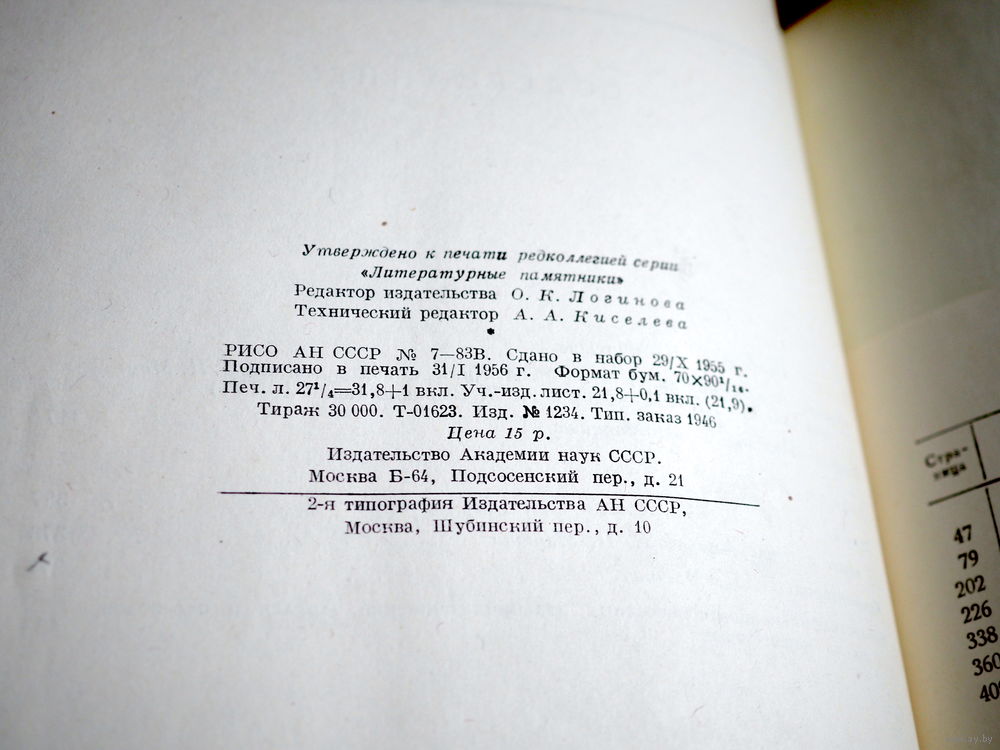 Утверждено к печати редколлегией серии
«Литературные памятники»
Редактор издательства О. К. Логинова
Технический редактор А. А. Киселева
*
РИСО АН СССР № 7—83В. Сдано в набор 29/X 1955 г.
Подписано в печать 31/I 1956 г. Формат бум. 70×90¹/₁₆.
Печ. л. 27¹/₄=31,8+1 вкл. Уч.-изд. лист. 21,8+0,1 вкл. (21,9).
Тираж 30 000. Т-01623. Изд. № 1234. Тип. заказ 1946
Цена 15 р.
Издательство Академии наук СССР.
Москва Б-64, Подсосенский пер., д. 21
2-я типография Издательства АН СССР,
Москва, Шубинский пер., д. 10
Стра-
ница
47
79
202
226
338
360